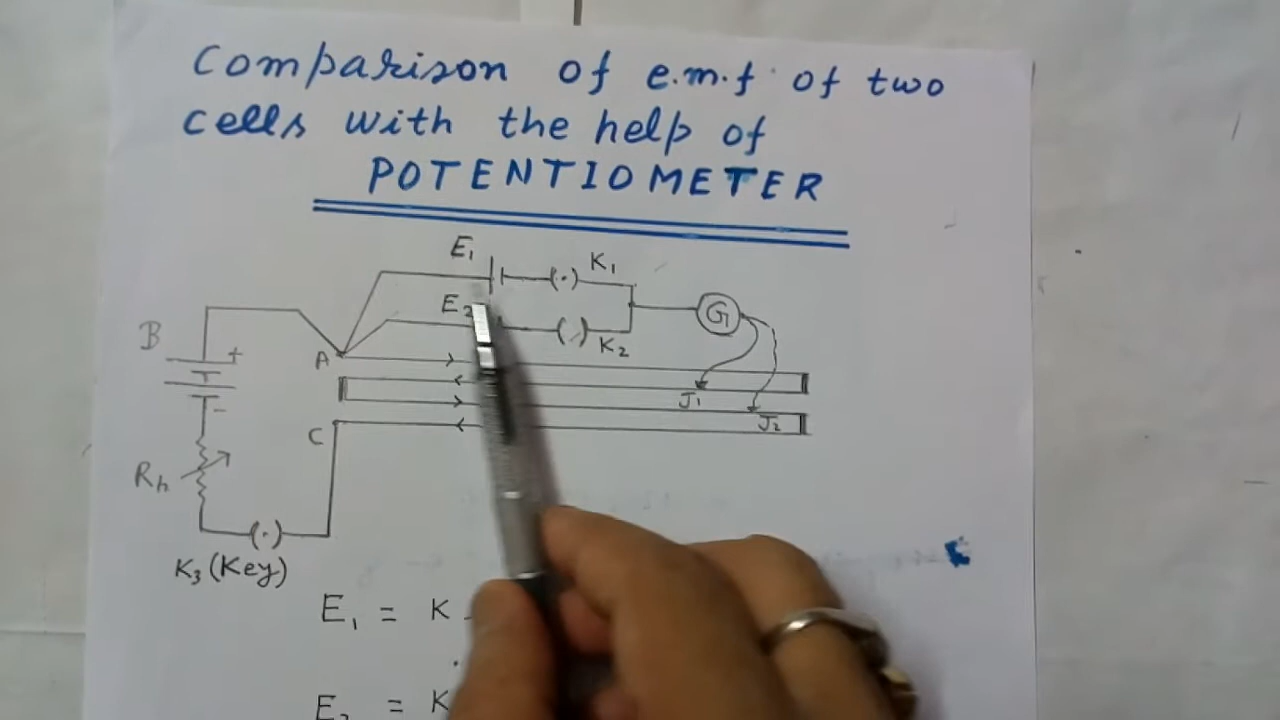 Comparison of e.m.f. of two
cells with the help of
POTENTIOMETER
E₁
K₁
E₂
K₂
G
B
+
A
J₁
-
C
J₂
Rh
K₃ (Key)
E₁ = K
E₂ = K